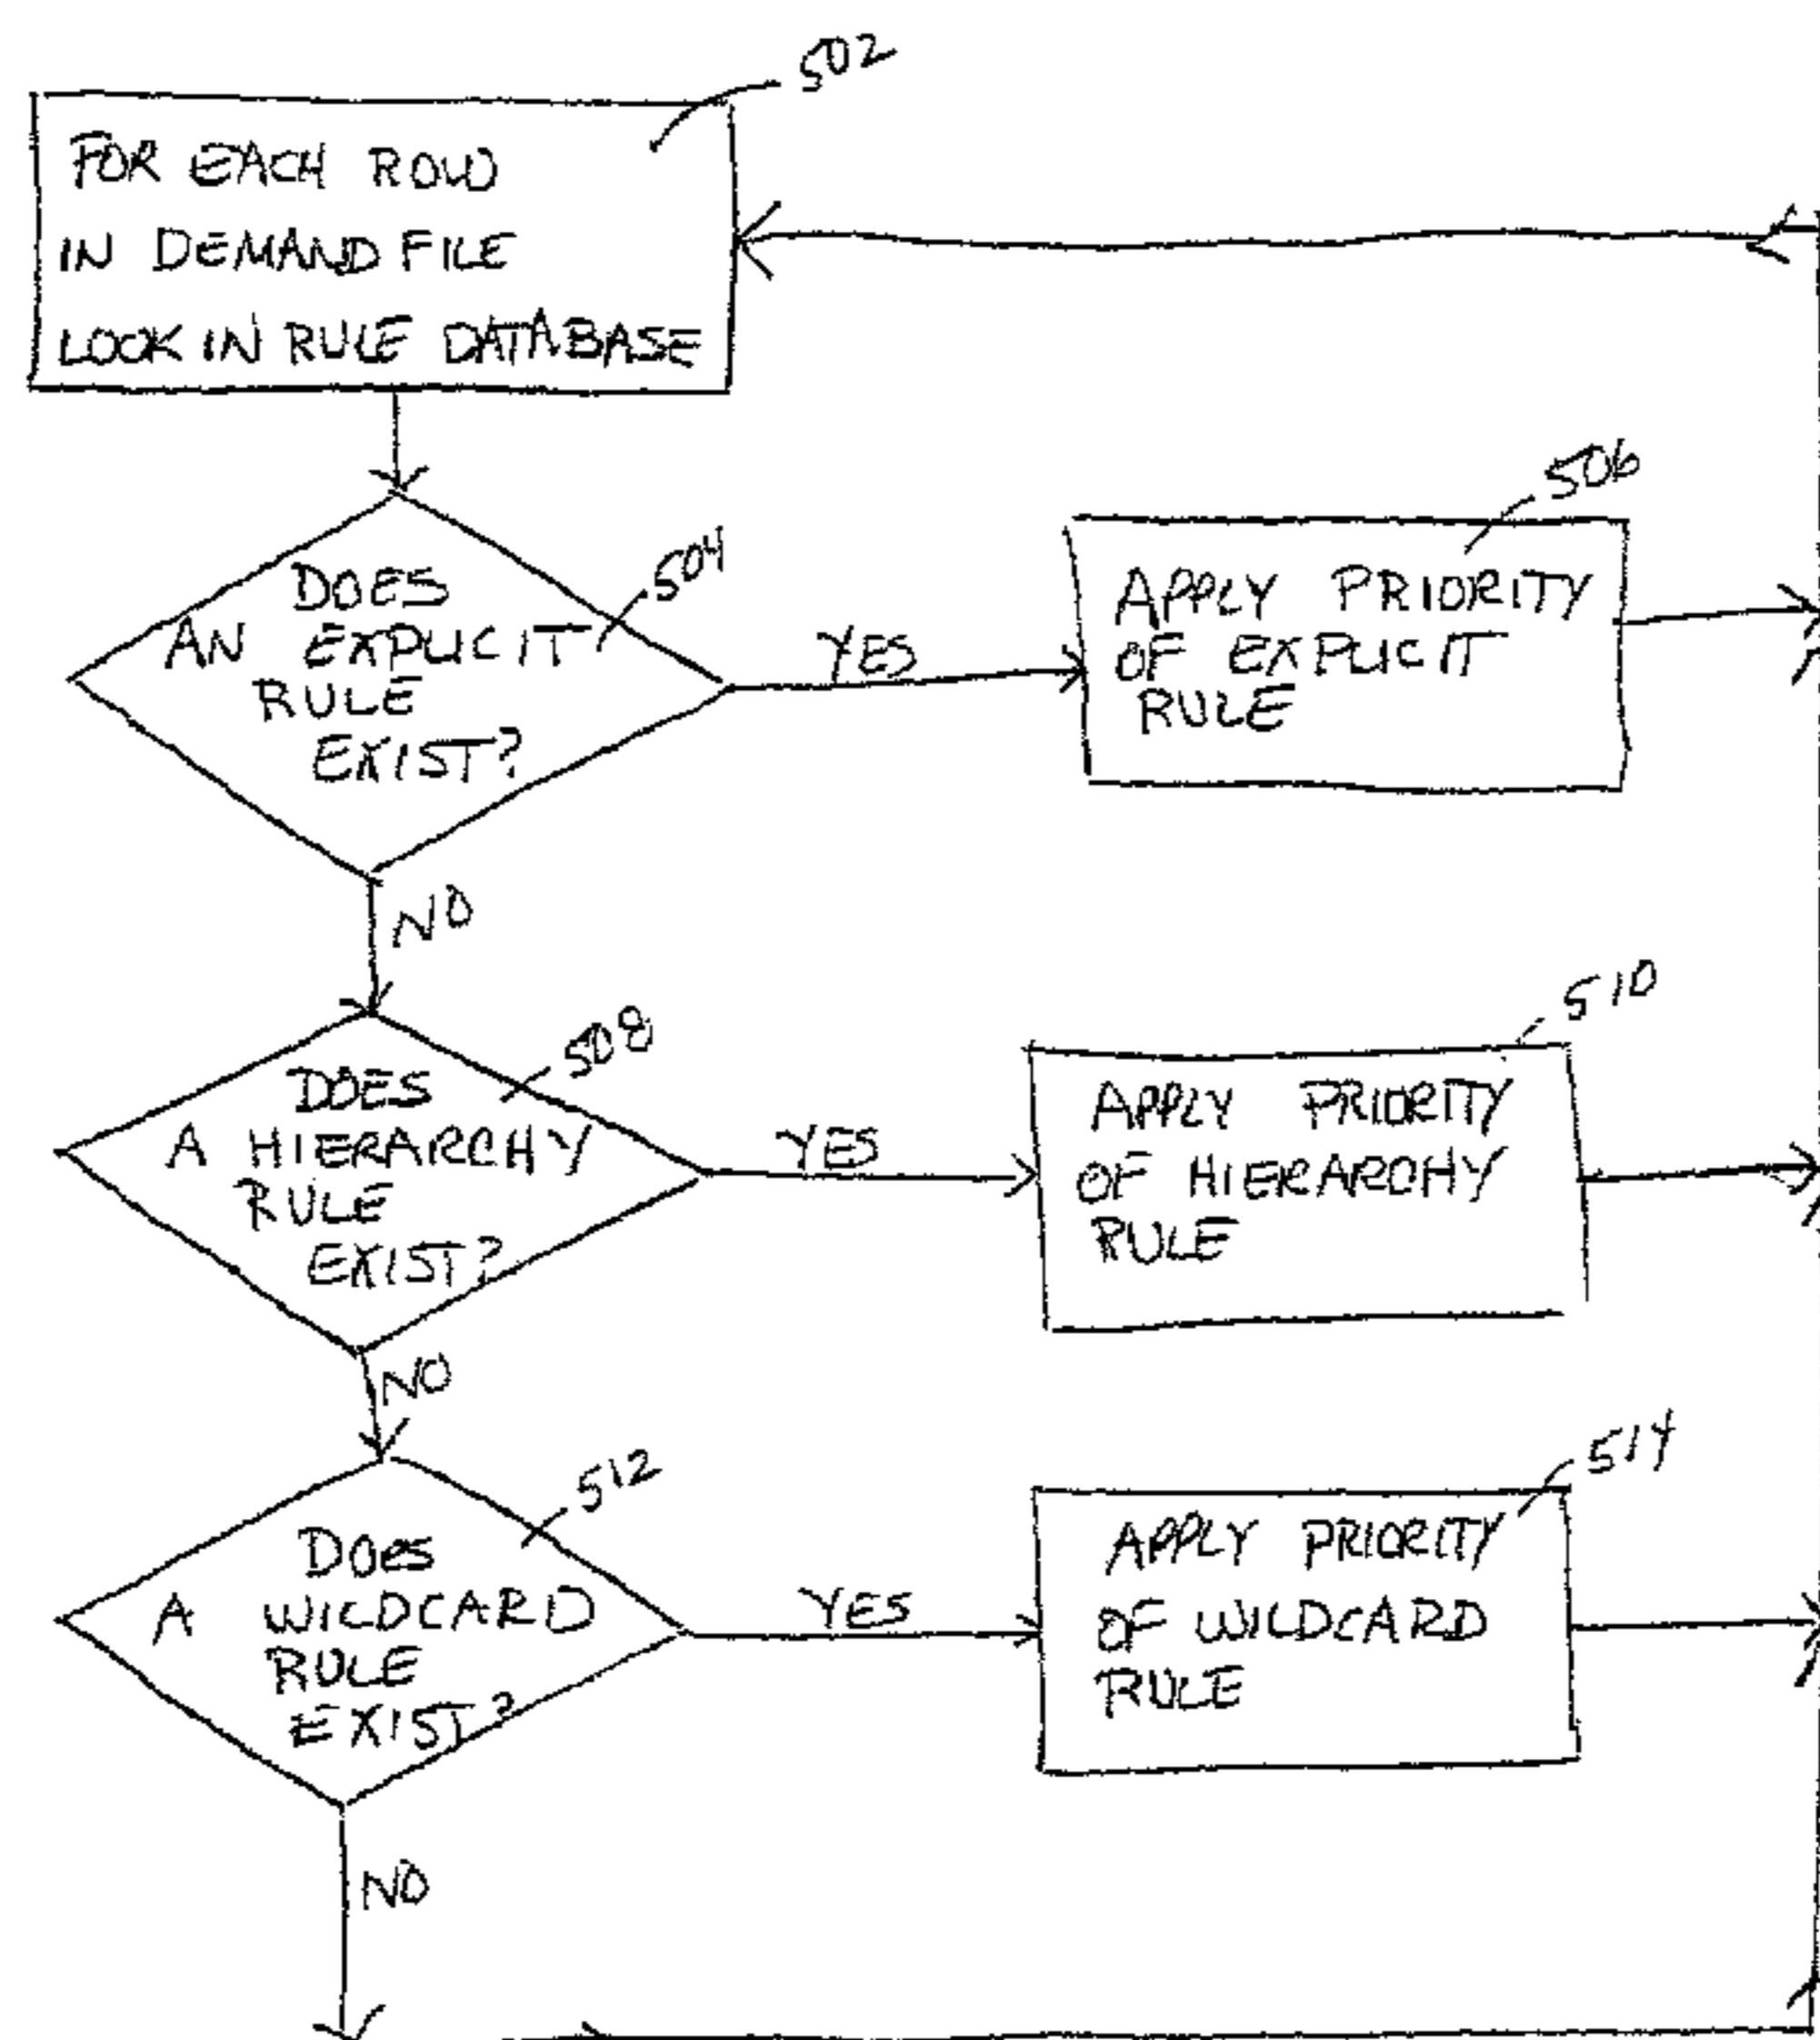 502
FOR EACH ROW
IN DEMAND FILE
LOOK IN RULE DATABASE
504
DOES
AN EXPLICIT
RULE
EXIST?
YES
506
APPLY PRIORITY
OF EXPLICIT
RULE
NO
508
DOES
A HIERARCHY
RULE
EXIST?
YES
510
APPLY PRIORITY
OF HIERARCHY
RULE
NO
512
DOES
A WILDCARD
RULE
EXIST?
YES
514
APPLY PRIORITY
OF WILDCARD
RULE
NO